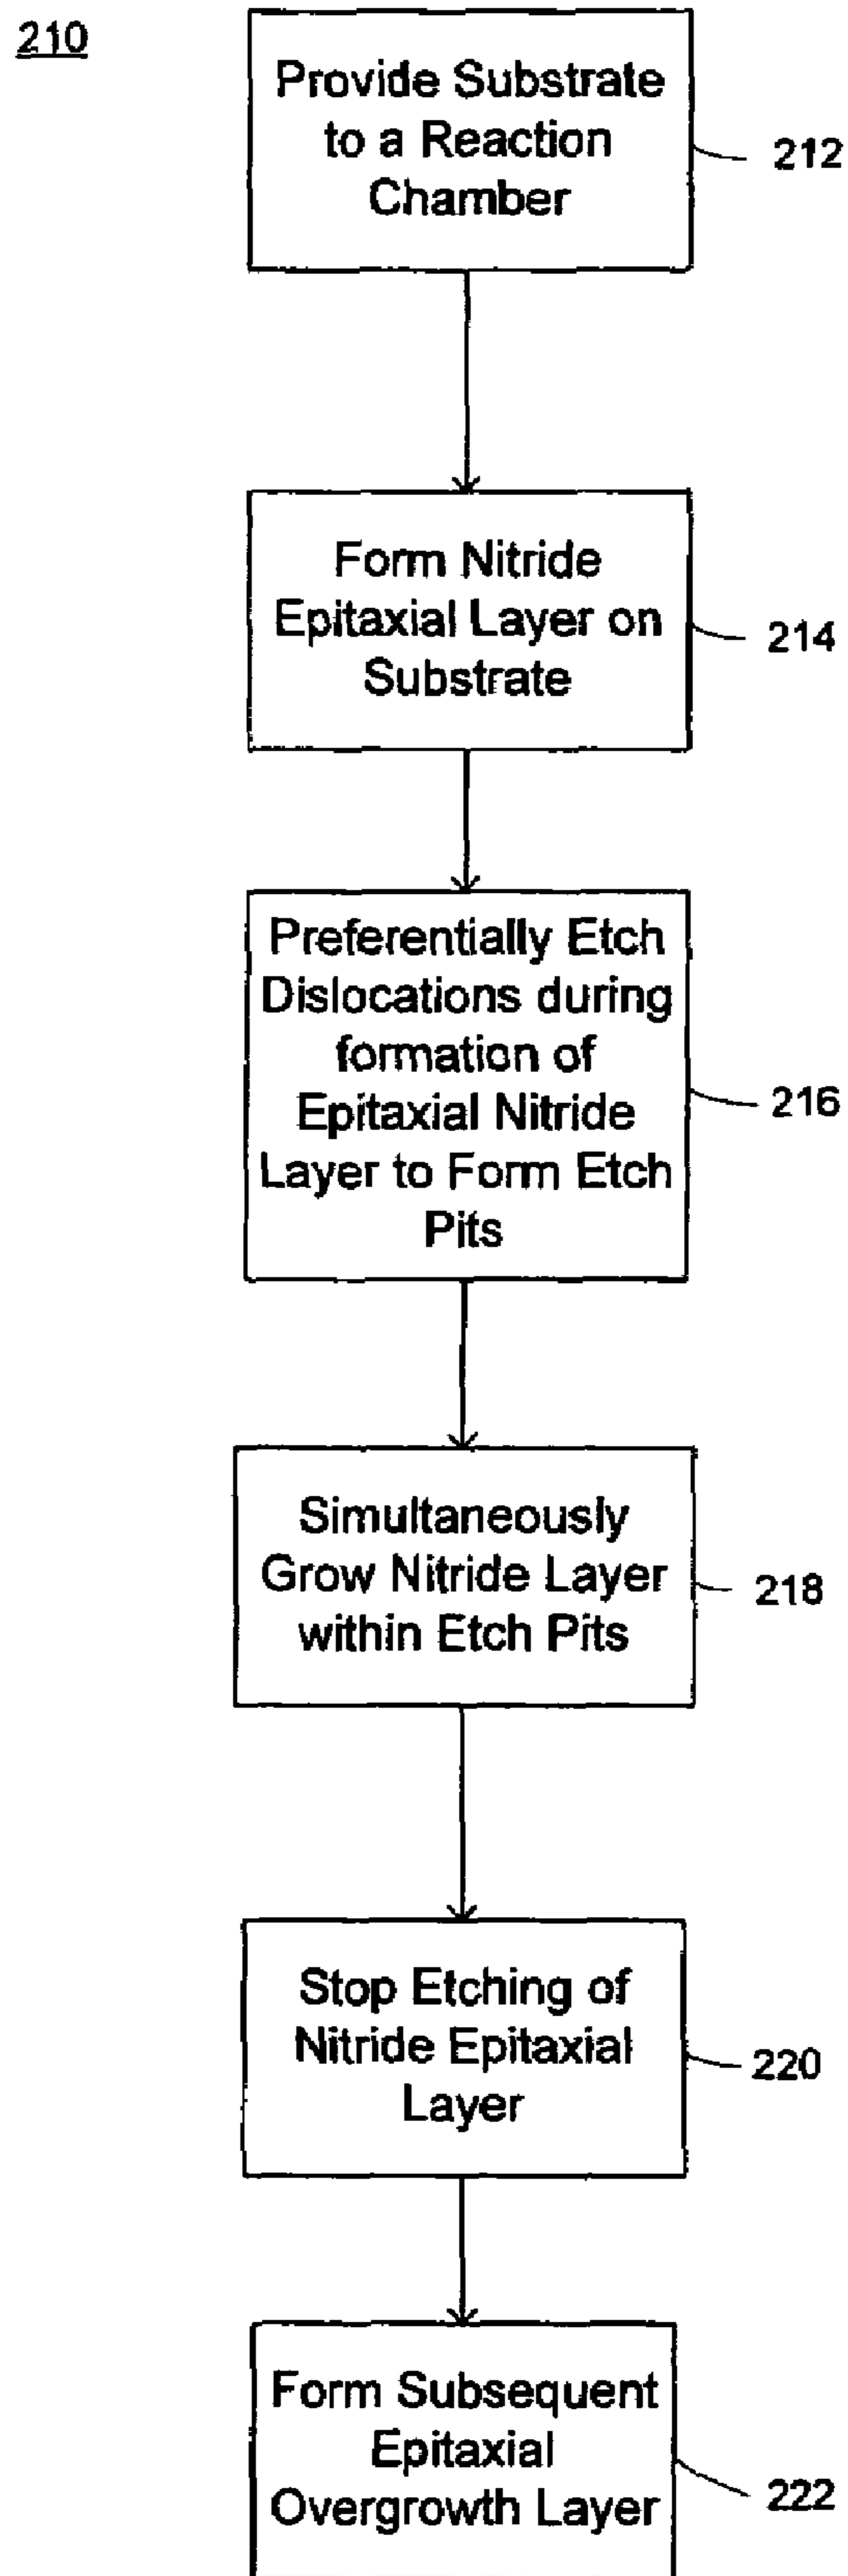 210
Provide Substrate
to a Reaction
Chamber
212
Form Nitride
Epitaxial Layer on
Substrate
214
Preferentially Etch
Dislocations during
formation of
Epitaxial Nitride
Layer to Form Etch
Pits
216
Simultaneously
Grow Nitride Layer
within Etch Pits
218
Stop Etching of
Nitride Epitaxial
Layer
220
Form Subsequent
Epitaxial
Overgrowth Layer
222